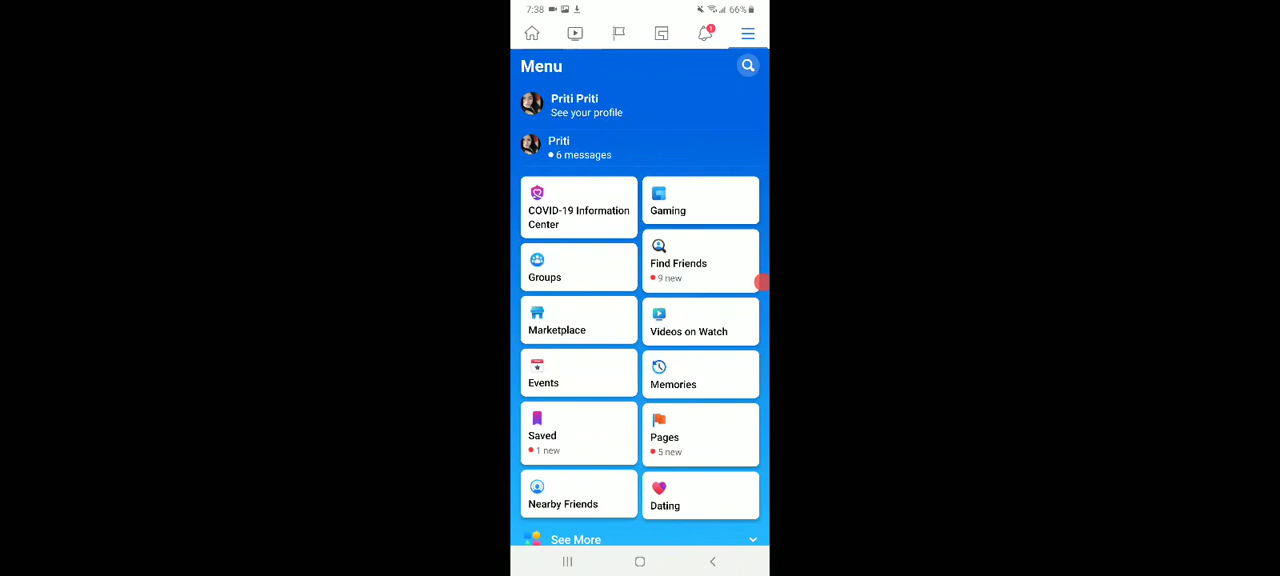 7:38 66%
1
Menu
Priti Priti
See your profile
Priti
6 messages
COVID-19 Information
Center
Gaming
Groups
Find Friends
9 new
Marketplace
Videos on Watch
Events
Memories
Saved
1 new
Pages
5 new
Nearby Friends
Dating
See More